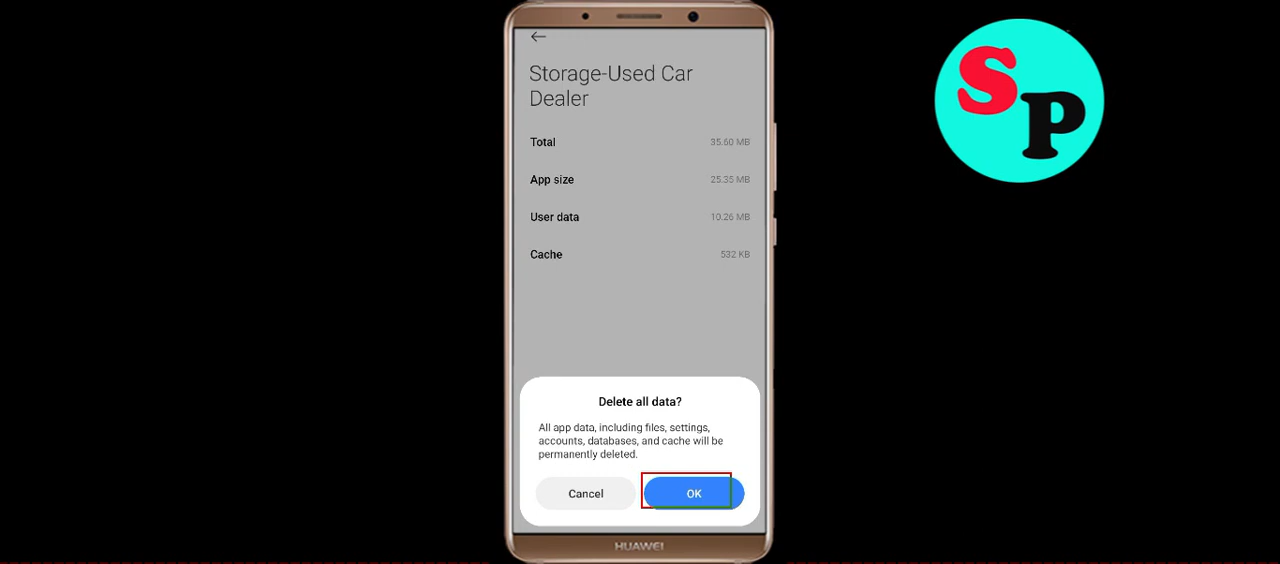 Storage-Used Car
Dealer
Total 35.60 MB
App size 25.35 MB
User data 10.26 MB
Cache 532 KB
Delete all data?
All app data, including files, settings,
accounts, databases, and cache will be
permanently deleted.
Cancel OK
HUAWEI
SP